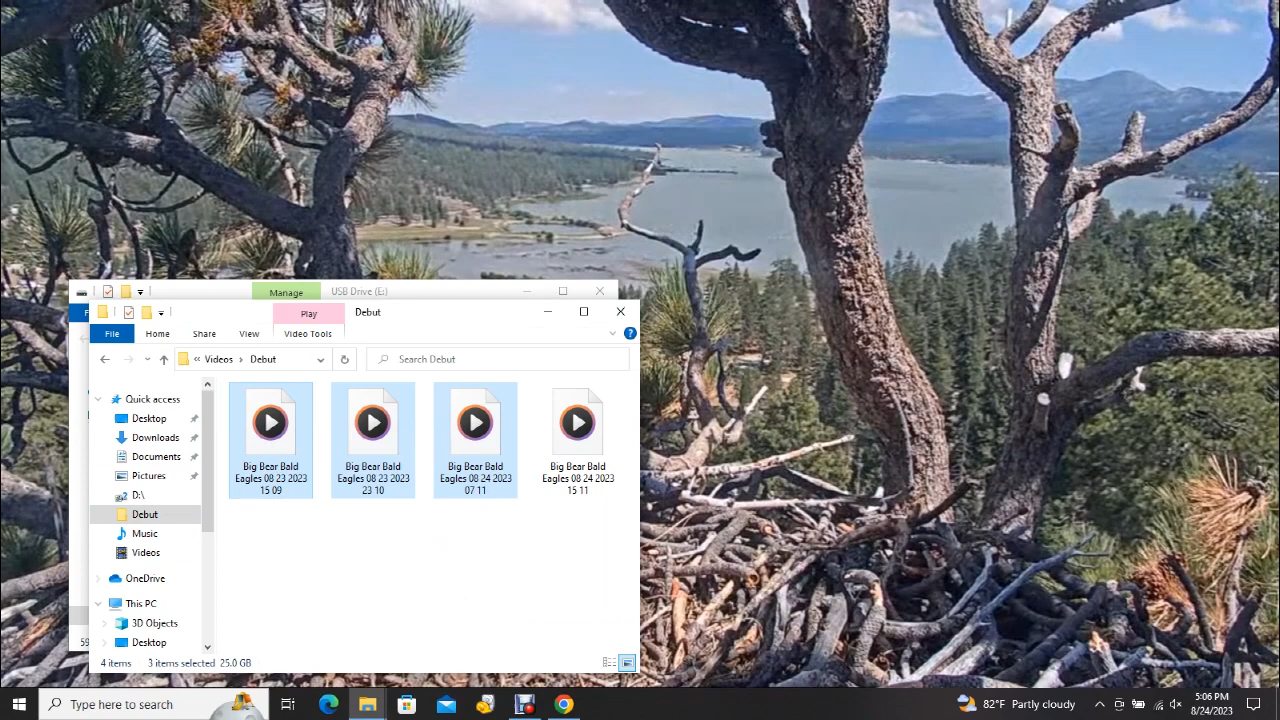 Manage
USB Drive (E:)
Play
Debut
File
Home
Share
View
Video Tools
« Videos › Debut
Search Debut
Quick access
Desktop
Downloads
Documents
Pictures
D:\
Debut
Music
Videos
OneDrive
This PC
3D Objects
Desktop
Big Bear Bald
Eagles 08 23 2023
15 09
Big Bear Bald
Eagles 08 23 2023
23 10
Big Bear Bald
Eagles 08 24 2023
07 11
Big Bear Bald
Eagles 08 24 2023
15 11
4 items
3 items selected 25.0 GB
Type here to search
82°F Partly cloudy
5:06 PM
8/24/2023